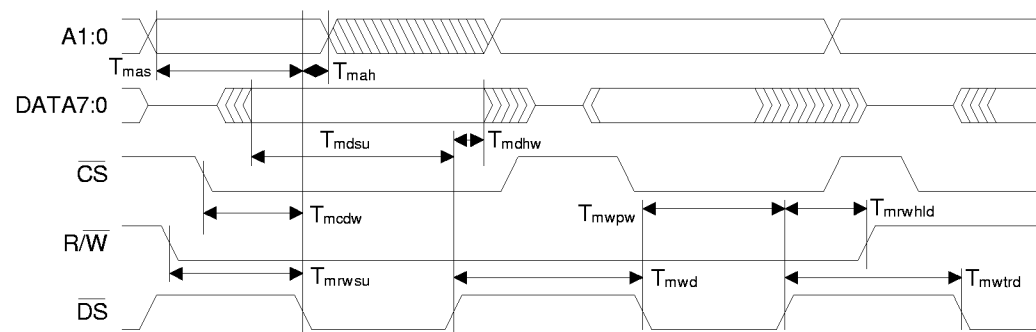 A1:0
Tmas
Tmah
DATA7:0
Tmdsu
Tmdhw
CS
Tmcdw
Tmwpw
Tmrwhld
R/W
Tmrwsu
Tmwd
Tmwtrd
DS